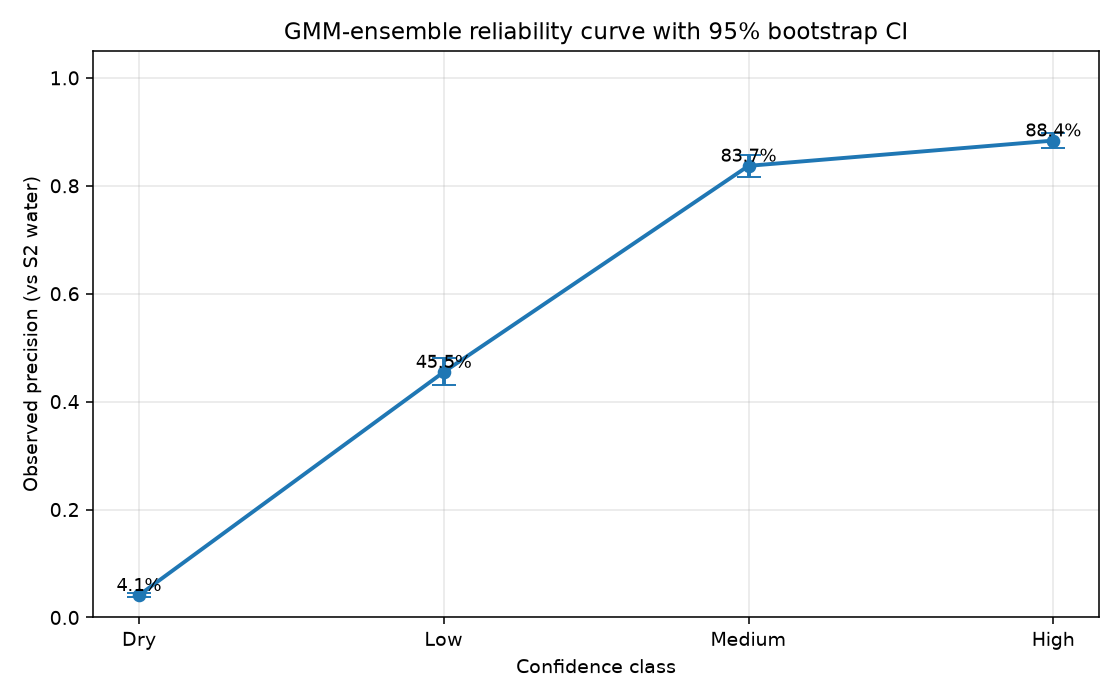 GMM-ensemble reliability curve with 95% bootstrap CI
Observed precision (vs S2 water)
1.0
0.8
0.6
0.4
0.2
0.0
4.1%
45.5%
83.7%
88.4%
Dry
Low
Medium
High
Confidence class